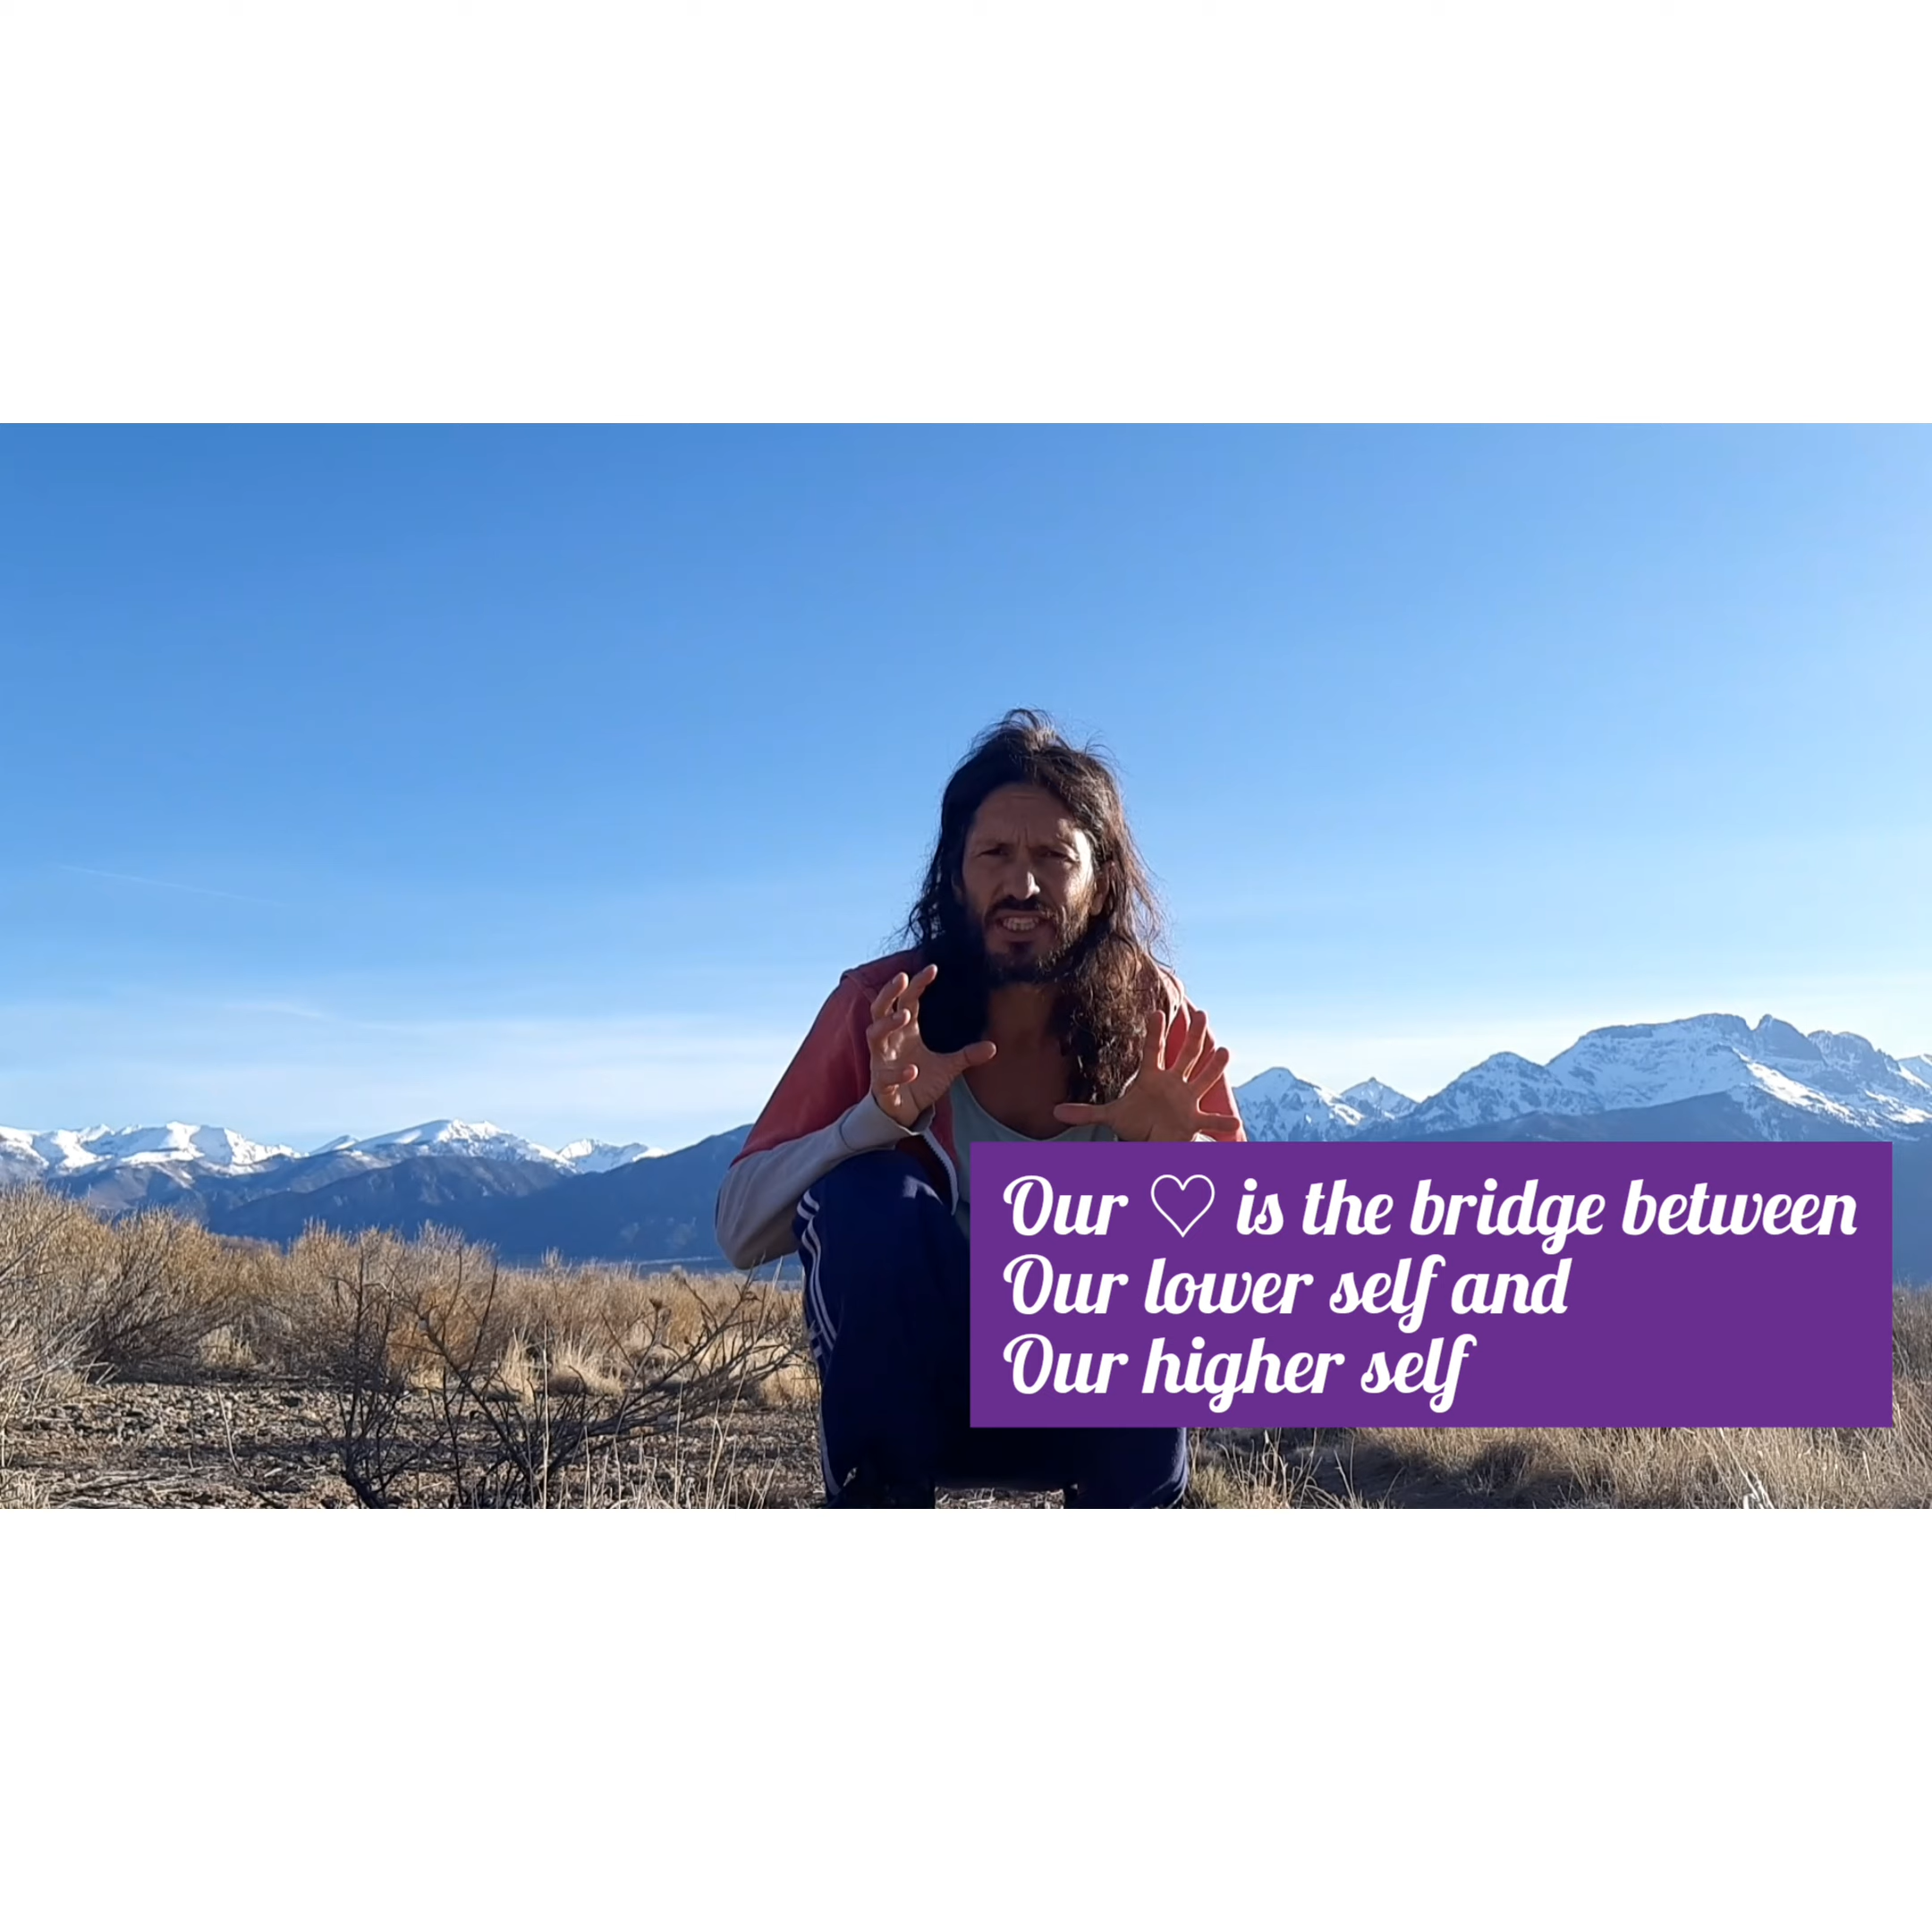 Our ♡ is the bridge between
Our lower self and
Our higher self